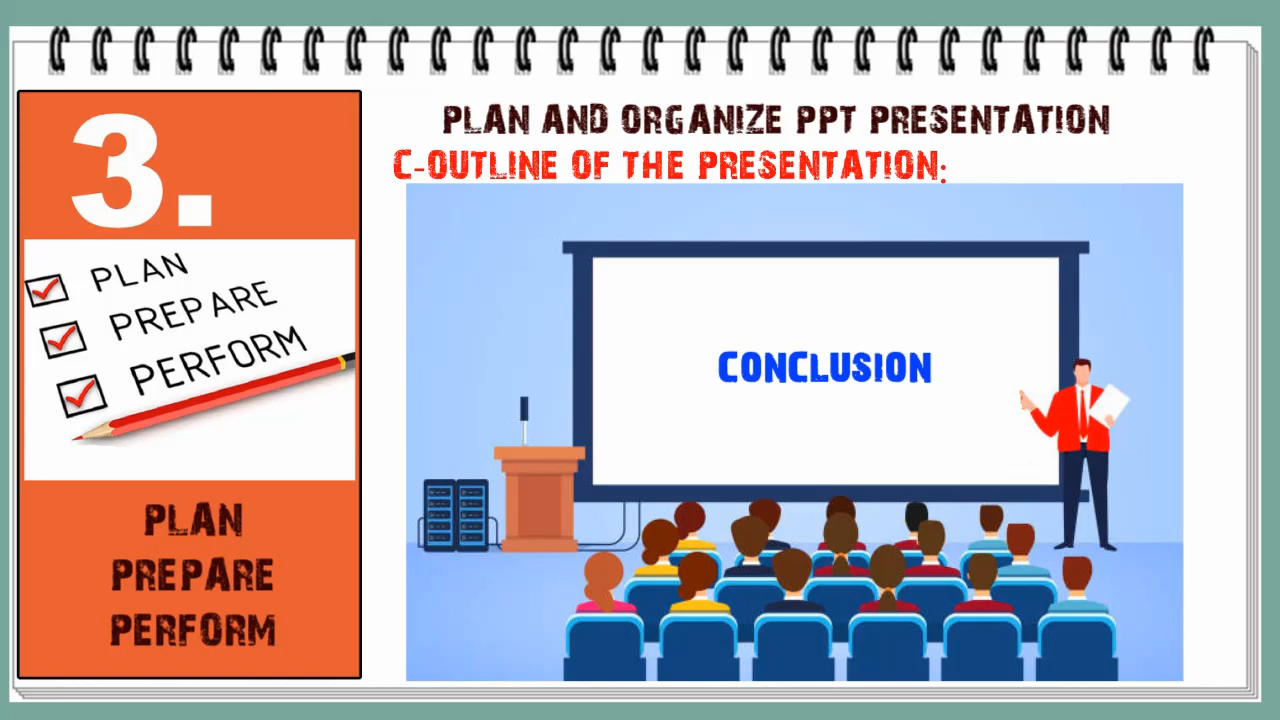 3.
PLAN
PREPARE
PERFORM
PLAN
PREPARE
PERFORM
PLAN AND ORGANIZE PPT PRESENTATION
C-OUTLINE OF THE PRESENTATION:
CONCLUSION